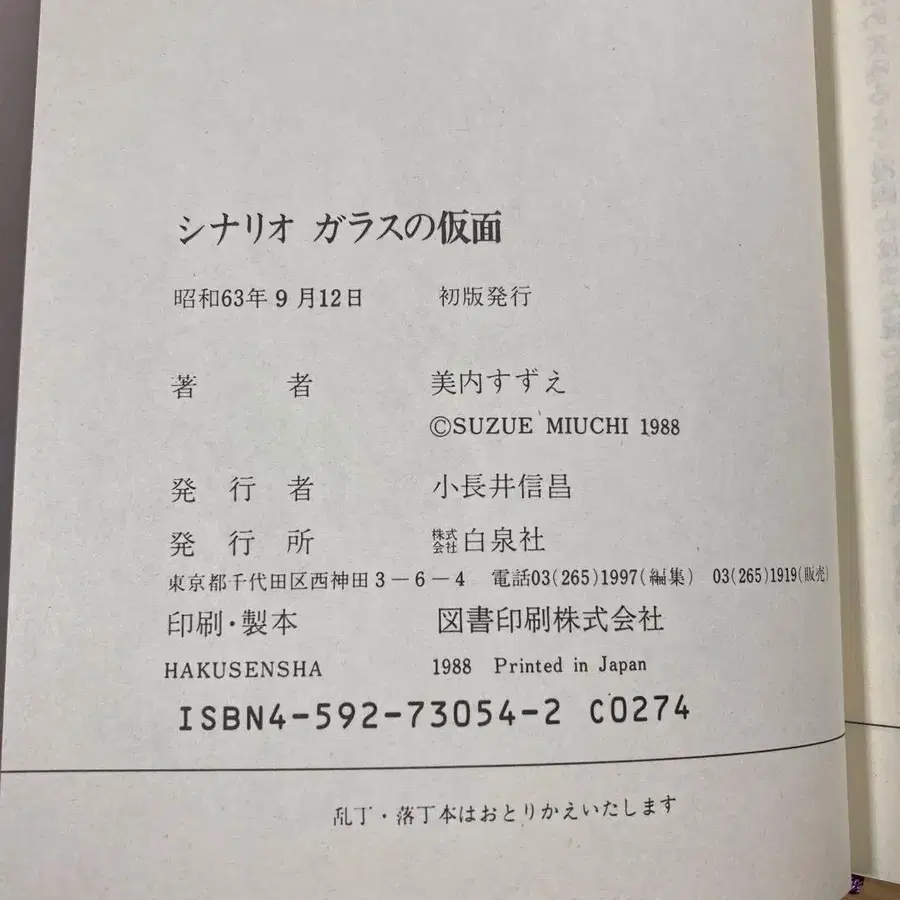 シナリオ ガラスの仮面
昭和63年9月12日 初版発行
著者 美内すずえ
©SUZUE MIUCHI 1988
発行者 小長井信昌
発行所 株式会社白泉社
東京都千代田区西神田3-6-4 電話03(265)1997(編集) 03(265)1919(販売)
印刷・製本 図書印刷株式会社
HAKUSENSHA 1988 Printed in Japan
ISBN4-592-73054-2 C0274
乱丁・落丁本はおとりかえいたします